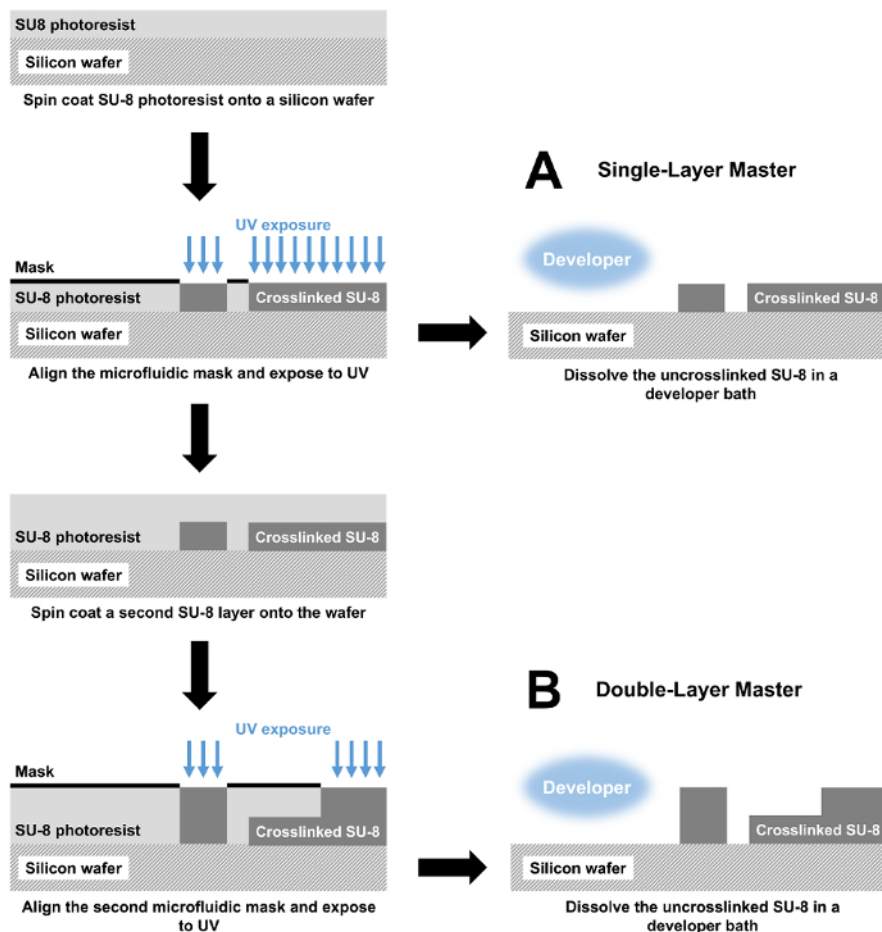 SU8 photoresist
Silicon wafer
Spin coat SU-8 photoresist onto a silicon wafer
A
Single-Layer Master
UV exposure
Mask
SU-8 photoresist
Crosslinked SU-8
Silicon wafer
Align the microfluidic mask and expose to UV
Developer
Crosslinked SU-8
Silicon wafer
Dissolve the uncrosslinked SU-8 in a
developer bath
SU-8 photoresist
Crosslinked SU-8
Silicon wafer
Spin coat a second SU-8 layer onto the wafer
B
Double-Layer Master
UV exposure
Mask
SU-8 photoresist
Crosslinked SU-8
Silicon wafer
Align the second microfluidic mask and expose
to UV
Developer
Crosslinked SU-8
Silicon wafer
Dissolve the uncrosslinked SU-8 in a
developer bath